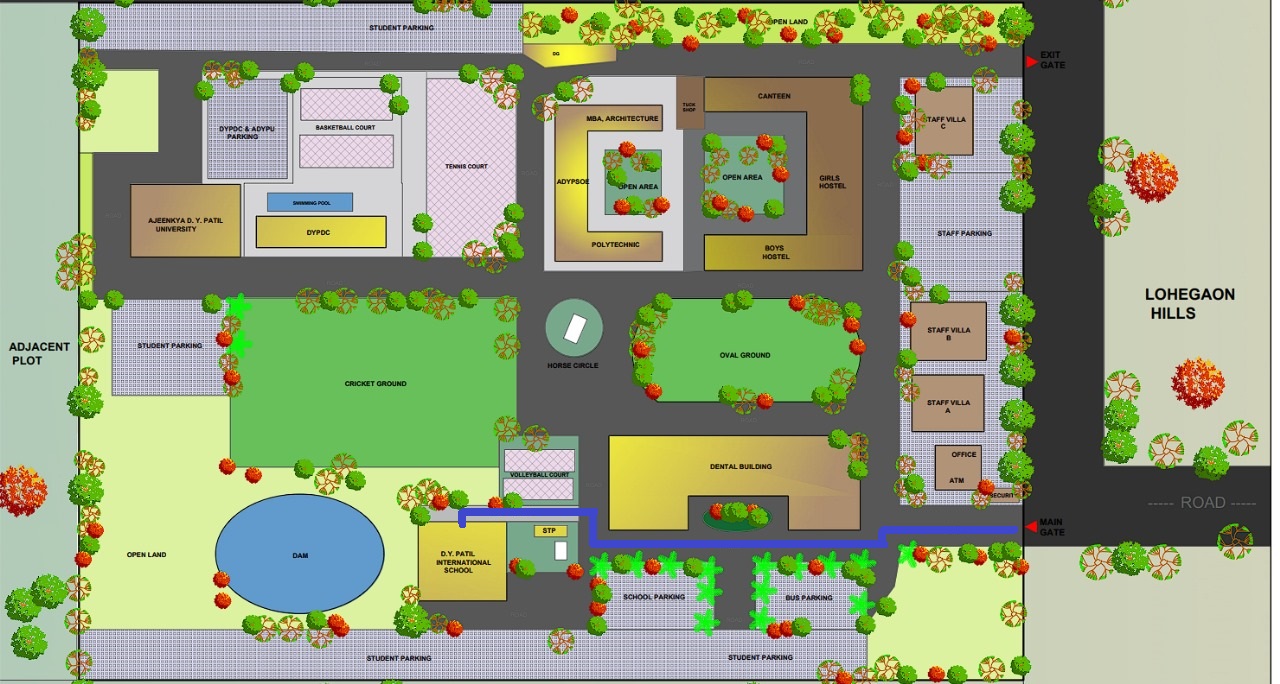 STUDENT PARKING
OPEN LAND
EXIT
GATE
DG
CANTEEN
TUCK
SHOP
MBA, ARCHITECTURE
STAFF VILLA
C
DYPDC & ADYPU
PARKING
BASKETBALL COURT
TENNIS COURT
ADYPSOE
OPEN AREA
OPEN AREA
GIRLS
HOSTEL
SWIMMING POOL
AJEENKYA D. Y. PATIL
UNIVERSITY
DYPDC
POLYTECHNIC
BOYS
HOSTEL
STAFF PARKING
LOHEGAON
HILLS
ADJACENT
PLOT
STUDENT PARKING
CRICKET GROUND
HORSE CIRCLE
OVAL GROUND
STAFF VILLA
B
STAFF VILLA
A
OFFICE
ATM
DENTAL BUILDING
VOLLEYBALL COURT
----- ROAD -----
MAIN
GATE
STP
OPEN LAND
DAM
D.Y. PATIL
INTERNATIONAL
SCHOOL
SCHOOL PARKING
BUS PARKING
ROAD
STUDENT PARKING
STUDENT PARKING